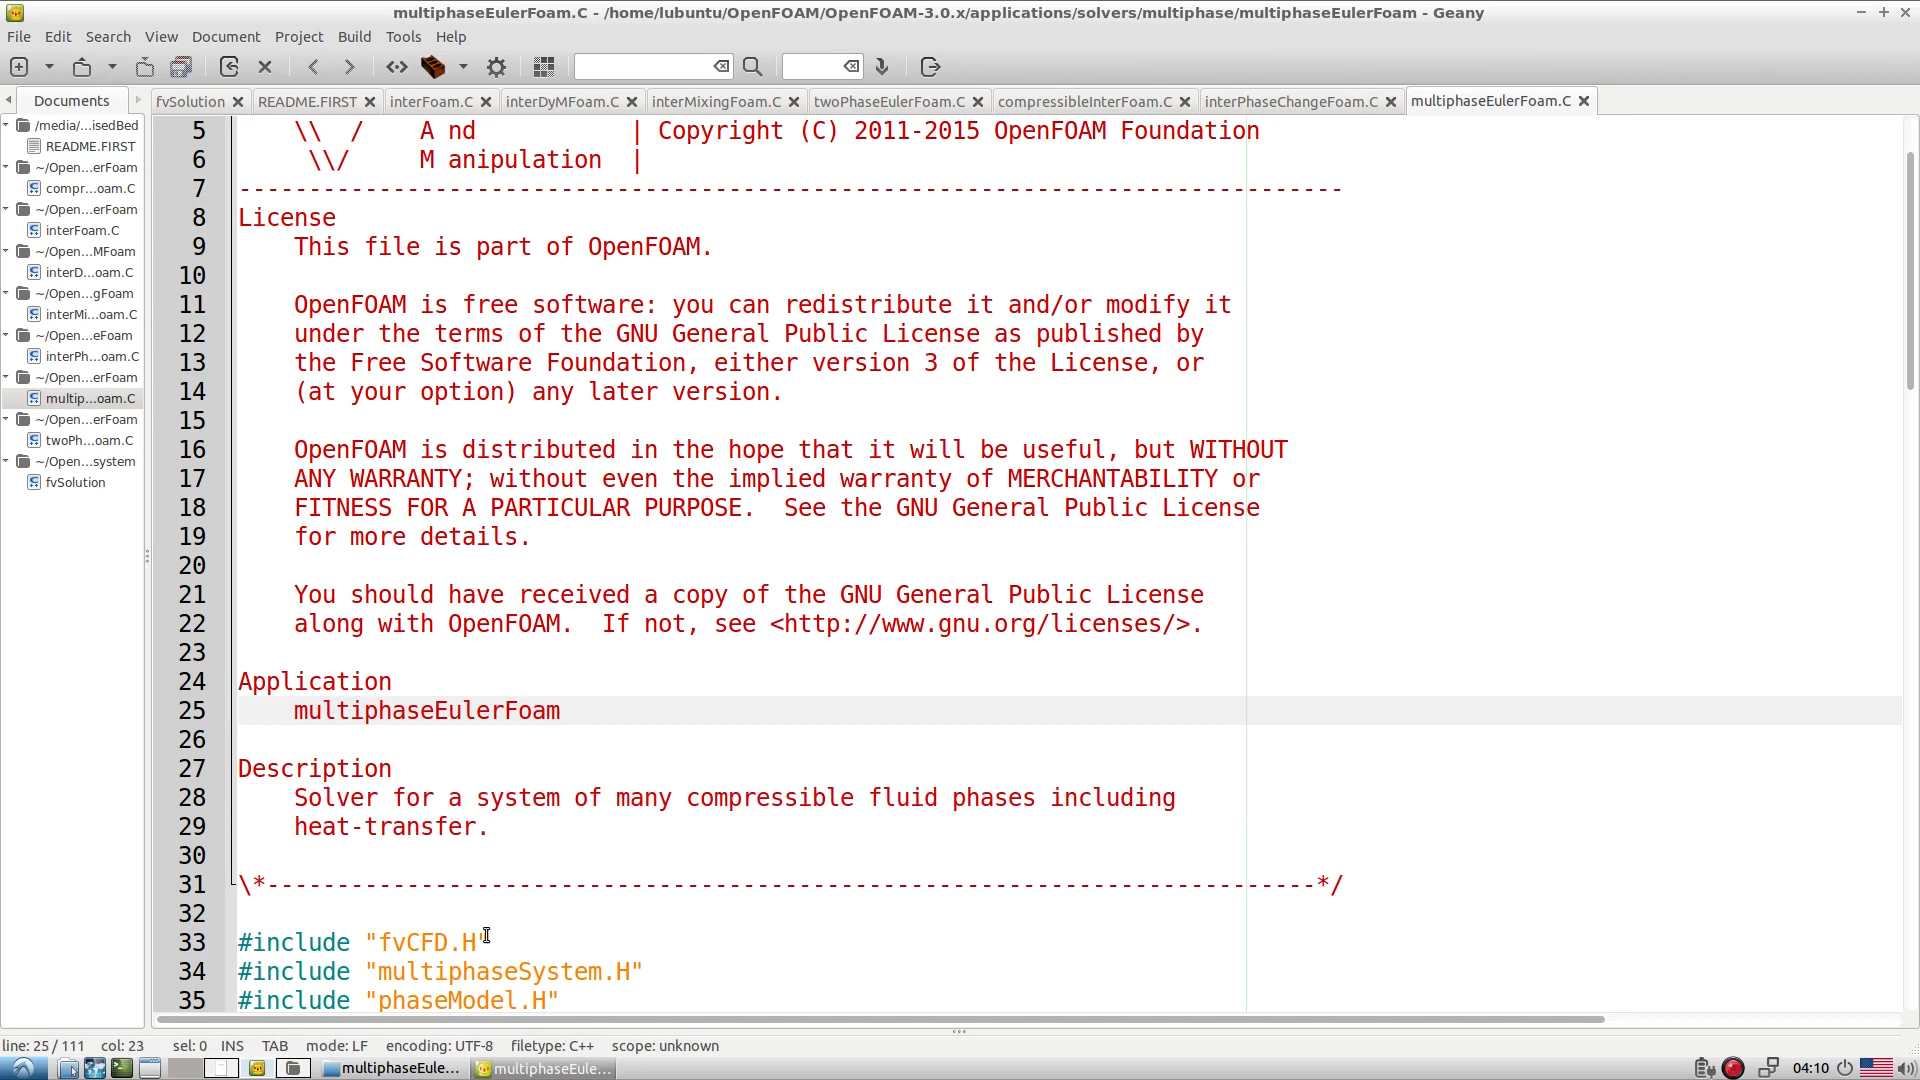 multiphaseEulerFoam.C - /home/lubuntu/OpenFOAM/OpenFOAM-3.0.x/applications/solvers/multiphase/multiphaseEulerFoam - Geany
File Edit Search View Document Project Build Tools Help
Documents fvSolution README.FIRST interFoam.C interDyMFoam.C interMixingFoam.C twoPhaseEulerFoam.C compressibleInterFoam.C interPhaseChangeFoam.C multiphaseEulerFoam.C
/media/...isedBed
README.FIRST
~/Open...erFoam
compr...oam.C
~/Open...erFoam
interFoam.C
~/Open...MFoam
interD...oam.C
~/Open...gFoam
interMi...oam.C
~/Open...eFoam
interPh...oam.C
~/Open...erFoam
multip...oam.C
~/Open...erFoam
twoPh...oam.C
~/Open...system
fvSolution
5 \\ / A nd | Copyright (C) 2011-2015 OpenFOAM Foundation
6 \\/ M anipulation |
7 -------------------------------------------------------------------------------
8 License
9 This file is part of OpenFOAM.
10
11 OpenFOAM is free software: you can redistribute it and/or modify it
12 under the terms of the GNU General Public License as published by
13 the Free Software Foundation, either version 3 of the License, or
14 (at your option) any later version.
15
16 OpenFOAM is distributed in the hope that it will be useful, but WITHOUT
17 ANY WARRANTY; without even the implied warranty of MERCHANTABILITY or
18 FITNESS FOR A PARTICULAR PURPOSE.  See the GNU General Public License
19 for more details.
20
21 You should have received a copy of the GNU General Public License
22 along with OpenFOAM.  If not, see <http://www.gnu.org/licenses/>.
23
24 Application
25 multiphaseEulerFoam
26
27 Description
28 Solver for a system of many compressible fluid phases including
29 heat-transfer.
30
31 \*---------------------------------------------------------------------------*/
32
33 #include "fvCFD.H"
34 #include "multiphaseSystem.H"
35 #include "phaseModel.H"
line: 25 / 111 col: 23 sel: 0 INS TAB mode: LF encoding: UTF-8 filetype: C++ scope: unknown
multiphaseEule... multiphaseEule... 04:10